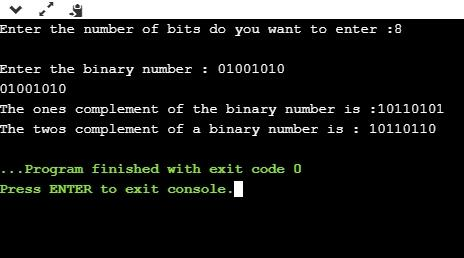 Enter the number of bits do you want to enter :8
Enter the binary number : 01001010
01001010
The ones complement of the binary number is :10110101
The twos complement of a binary number is : 10110110
...Program finished with exit code 0
Press ENTER to exit console.